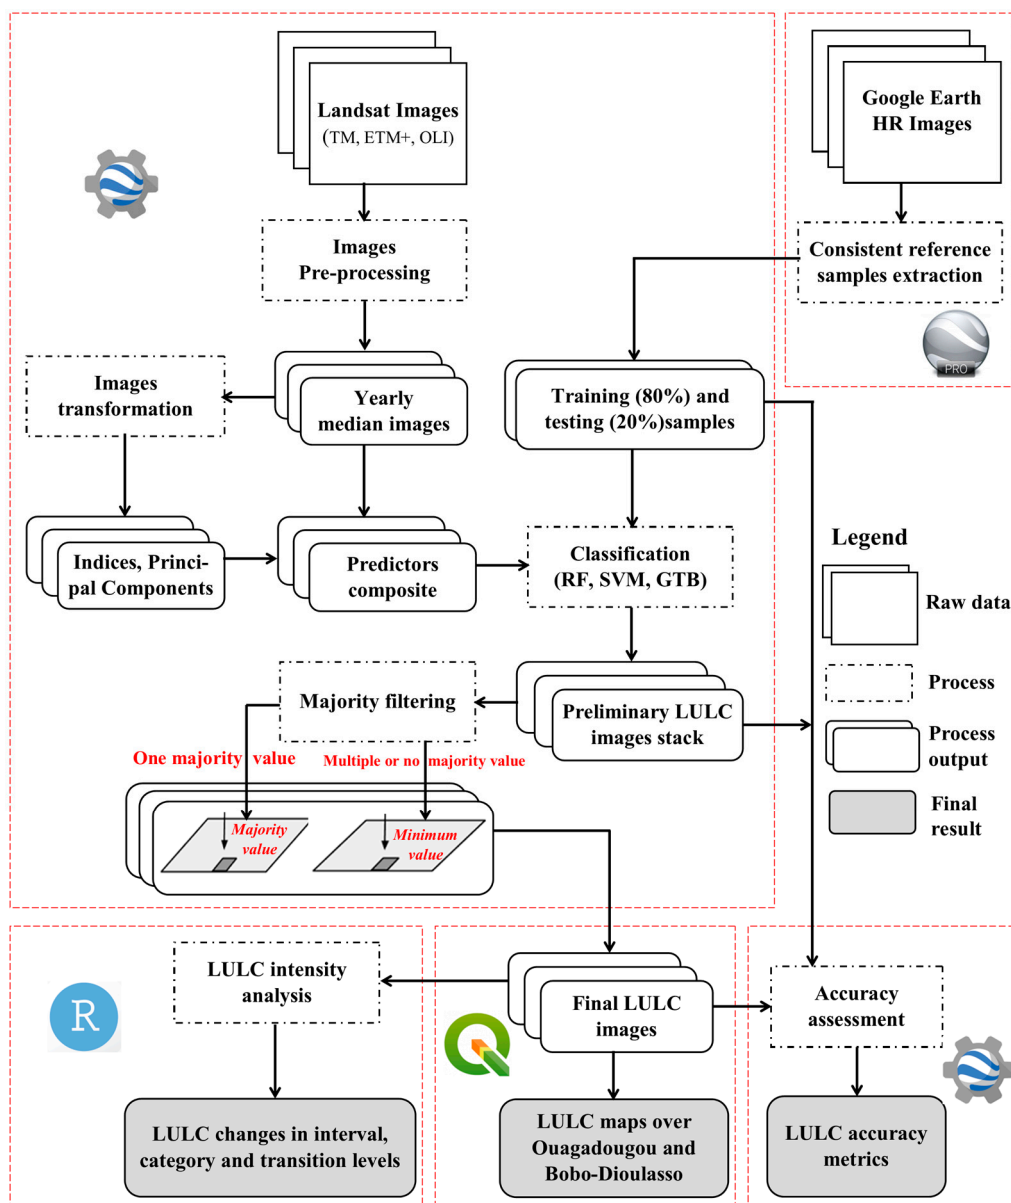 Landsat Images
(TM, ETM+, OLI)
Google Earth
HR Images
Images
Pre-processing
Consistent reference
samples extraction
PRO
Images
transformation
Yearly
median images
Training (80%) and
testing (20%)samples
Indices, Princi-
pal Components
Predictors
composite
Classification
(RF, SVM, GTB)
Legend
Raw data
Process
Process
output
Final
result
Majority filtering
Preliminary LULC
images stack
One majority value
Multiple or no majority value
Majority
value
Minimum
value
LULC intensity
analysis
R
Final LULC
images
Accuracy
assessment
LULC changes in interval,
category and transition levels
LULC maps over
Ouagadougou and
Bobo-Dioulasso
LULC accuracy
metrics